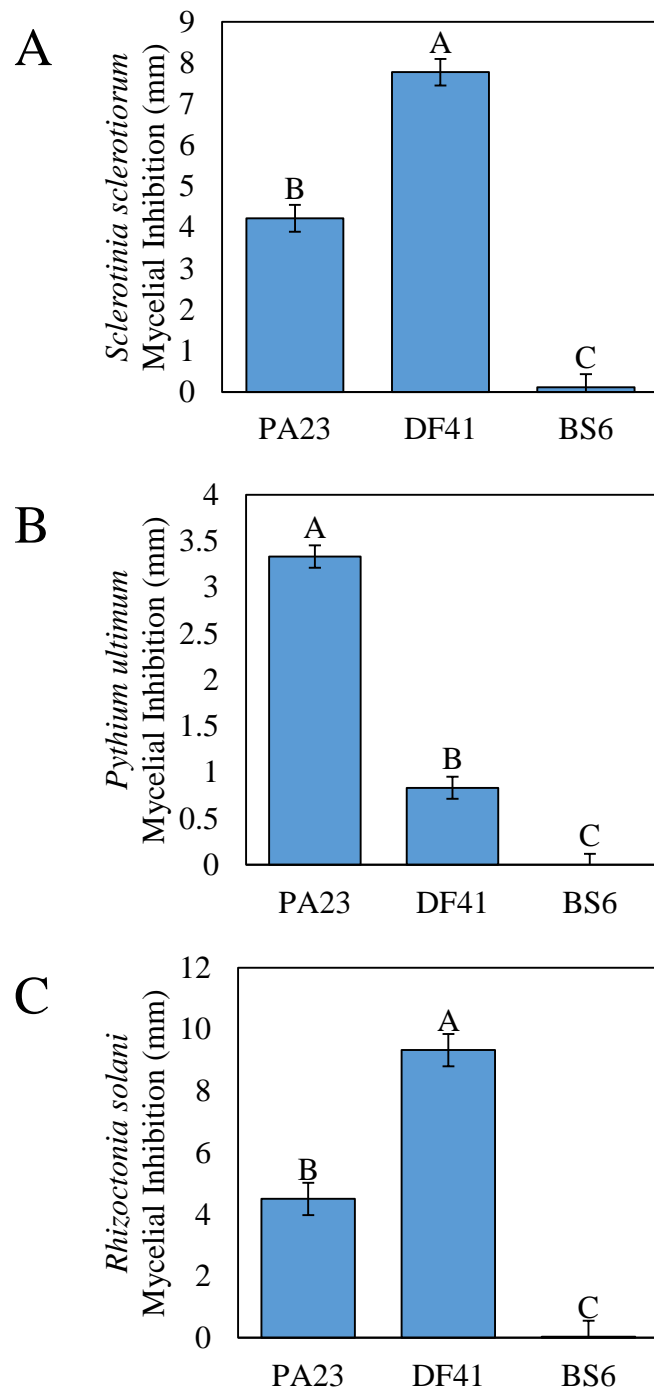 A
Sclerotinia sclerotiorum
Mycelial Inhibition (mm)
9
8
7
6
5
4
3
2
1
0
B
A
C
PA23 DF41 BS6
B
Pythium ultimum
Mycelial Inhibition (mm)
4
3.5
3
2.5
2
1.5
1
0.5
0
A
B
C
PA23 DF41 BS6
C
Rhizoctonia solani
Mycelial Inhibition (mm)
12
10
8
6
4
2
0
B
A
C
PA23 DF41 BS6